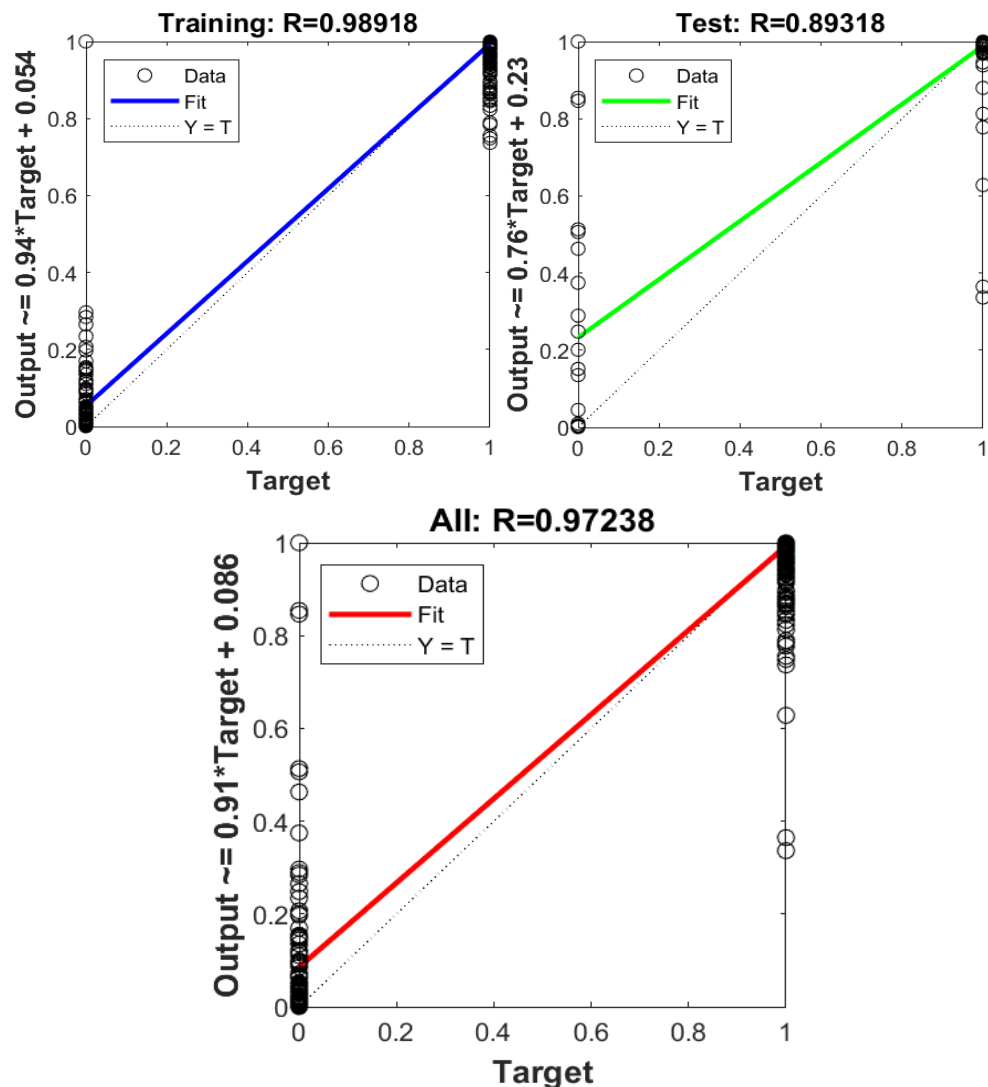 Training: R=0.98918
Output ~= 0.94*Target + 0.054
1
0.8
0.6
0.4
0.2
0
Data
Fit
Y = T
0
0.2
0.4
0.6
0.8
1
Target
Test: R=0.89318
Output ~= 0.76*Target + 0.23
1
0.8
0.6
0.4
0.2
0
Data
Fit
Y = T
0
0.2
0.4
0.6
0.8
1
Target
All: R=0.97238
Output ~= 0.91*Target + 0.086
1
0.8
0.6
0.4
0.2
0
Data
Fit
Y = T
0
0.2
0.4
0.6
0.8
1
Target